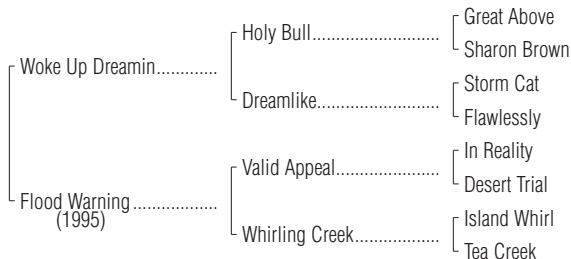 Great Above
Holy Bull
Sharon Brown
Woke Up Dreamin
Storm Cat
Dreamlike
Flawlessly
In Reality
Valid Appeal
Desert Trial
Flood Warning
(1995)
Island Whirl
Whirling Creek
Tea Creek